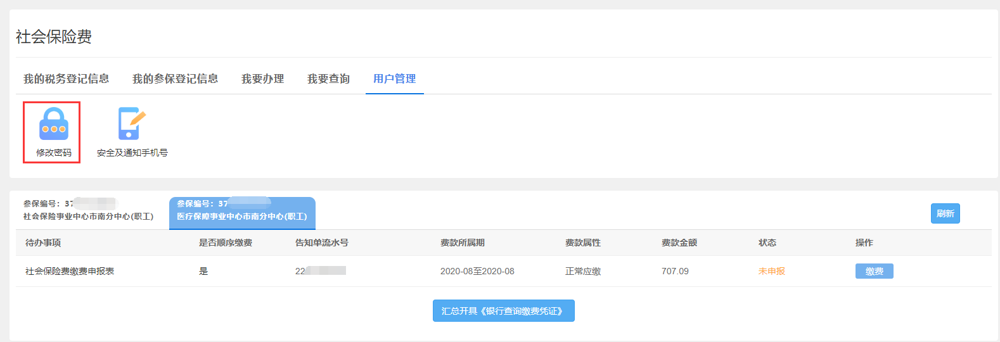 社会保险费
我的税务登记信息 我的参保登记信息 我要办理 我要查询 用户管理
修改密码 安全及通知手机号
参保编号：37 参保编号：37
社会保险事业中心市南分中心(职工) 医疗保障事业中心市南分中心(职工) 刷新
待办事项 是否顺序缴费 告知单流水号 费款所属期 费款属性 费款金额 状态 操作
社会保险费缴费申报表 是 22 2020-08至2020-08 正常应缴 707.09 未申报 缴费
汇总开具《银行查询缴费凭证》